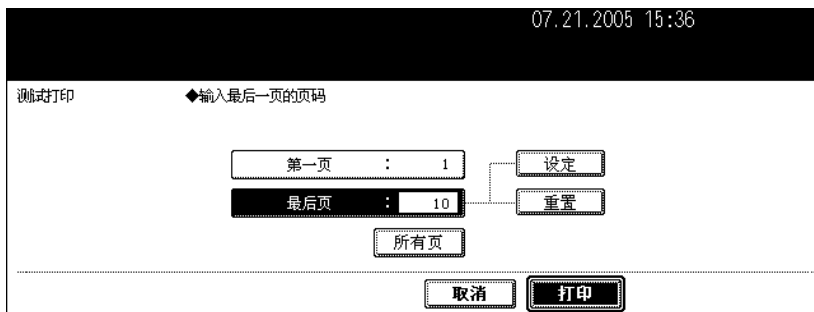 07.21.2005 15:36
测试打印 ◆输入最后一页的页码
第一页 : 1 设定
最后页 : 10 重置
所有页
取消 打印